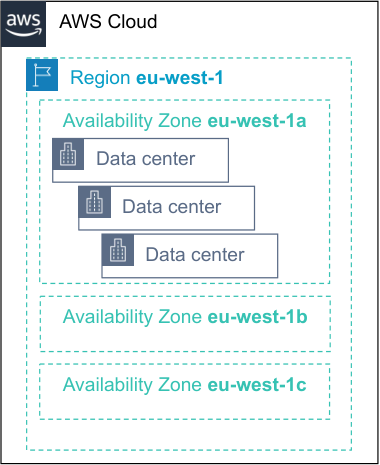 aws
AWS Cloud
Region eu-west-1
Availability Zone eu-west-1a
Data center
Data center
Data center
Availability Zone eu-west-1b
Availability Zone eu-west-1c